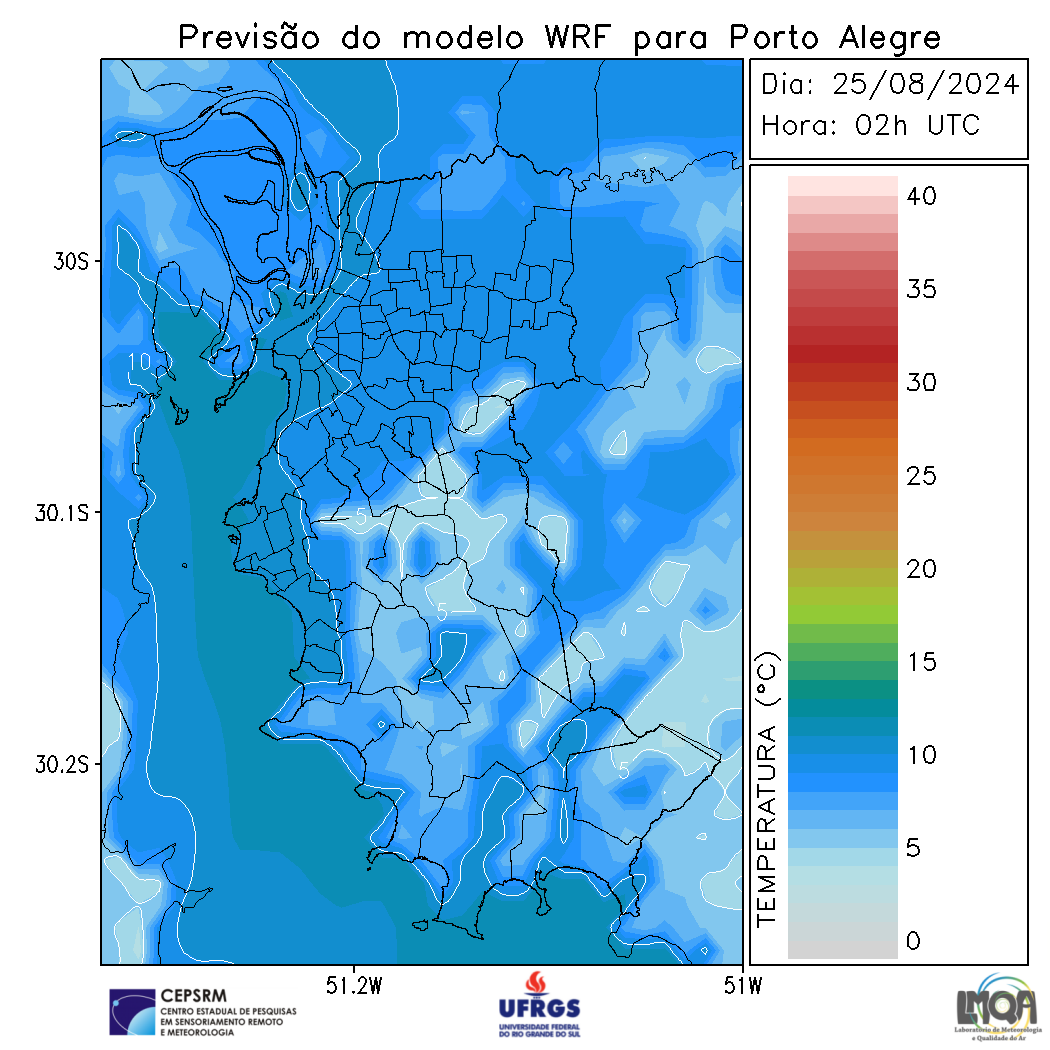 Previsão do modelo WRF para Porto Alegre
Dia: 25/08/2024
Hora: 02h UTC
30S
30.1S
30.2S
51.2W
51W
10
5
5
5
TEMPERATURA (°C)
40
35
30
25
20
15
10
5
0
CEPSRM
CENTRO ESTADUAL DE PESQUISAS
EM SENSORIAMENTO REMOTO
E METEOROLOGIA
UFRGS
UNIVERSIDADE FEDERAL
DO RIO GRANDE DO SUL
LMQA
Laboratório de Meteorologia
e Qualidade do Ar